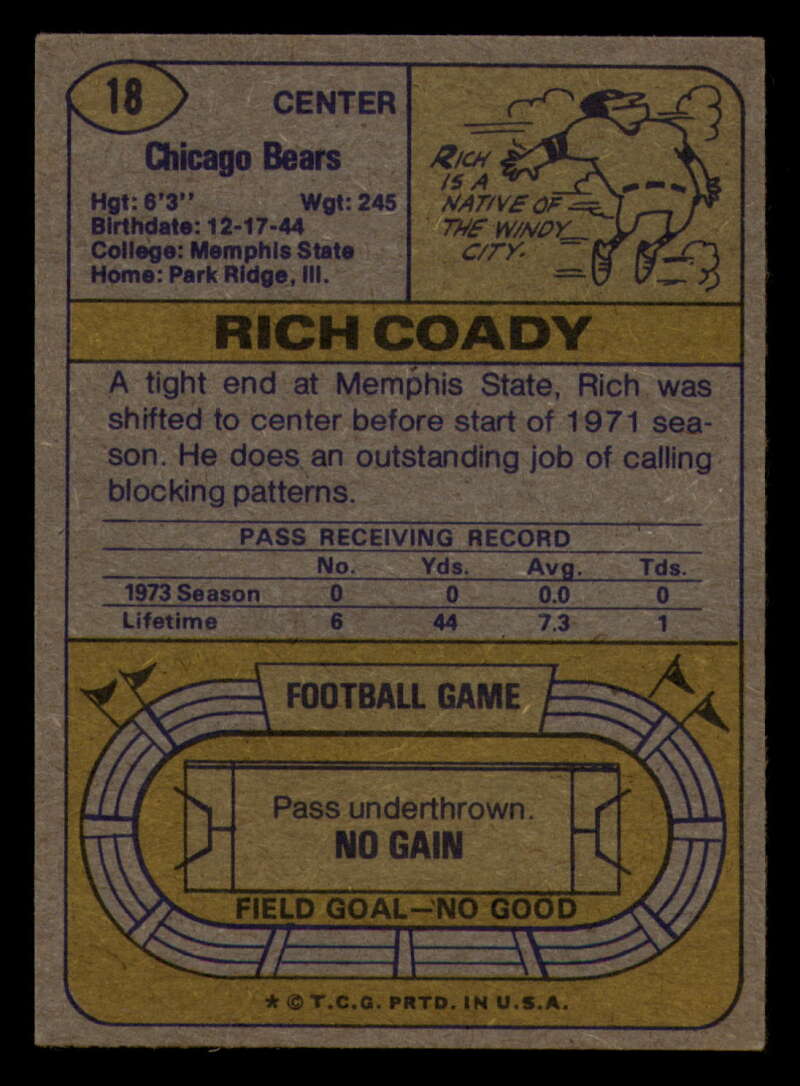 18
CENTER
Chicago Bears
Hgt: 6'3" Wgt: 245
Birthdate: 12-17-44
College: Memphis State
Home: Park Ridge, Ill.
RICH
IS A
NATIVE OF
THE WINDY
CITY.
RICH COADY
A tight end at Memphis State, Rich was
shifted to center before start of 1971 sea-
son. He does an outstanding job of calling
blocking patterns.
PASS RECEIVING RECORD
No. Yds. Avg. Tds.
1973 Season 0 0 0.0 0
Lifetime 6 44 7.3 1
FOOTBALL GAME
Pass underthrown.
NO GAIN
FIELD GOAL—NO GOOD
* © T.C.G. PRTD. IN U.S.A.